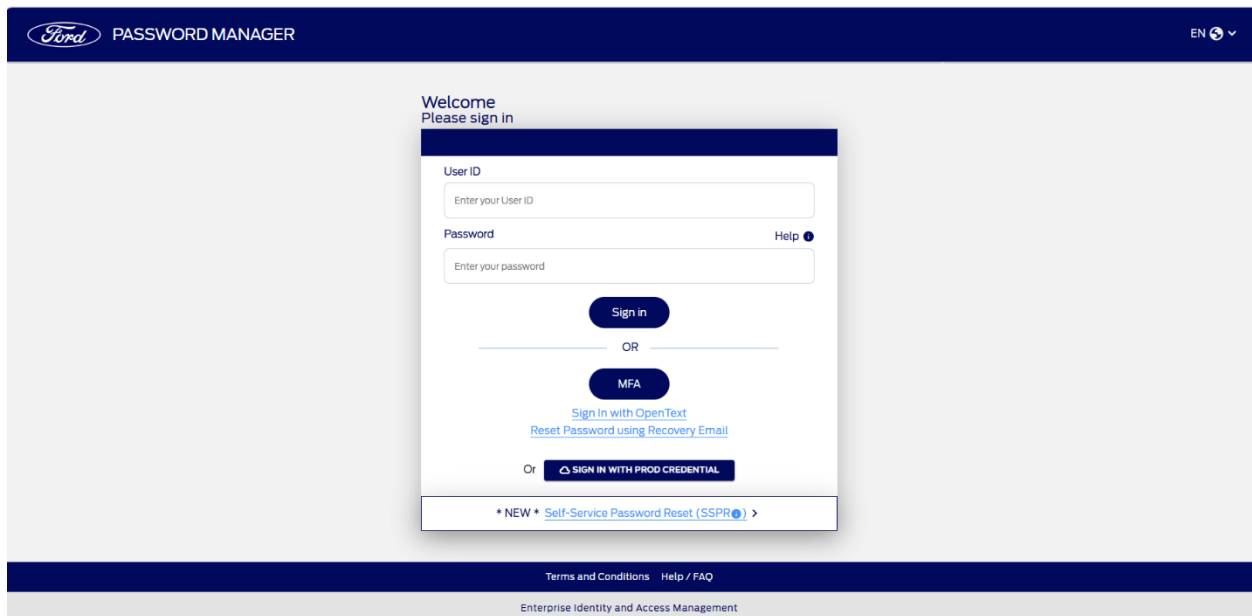 Ford PASSWORD MANAGER EN
Welcome
Please sign in
User ID
Enter your User ID
Password Help
Enter your password
Sign in
OR
MFA
Sign In with OpenText
Reset Password using Recovery Email
Or SIGN IN WITH PROD CREDENTIAL
* NEW * Self-Service Password Reset (SSPR) >
Terms and Conditions Help / FAQ
Enterprise Identity and Access Management